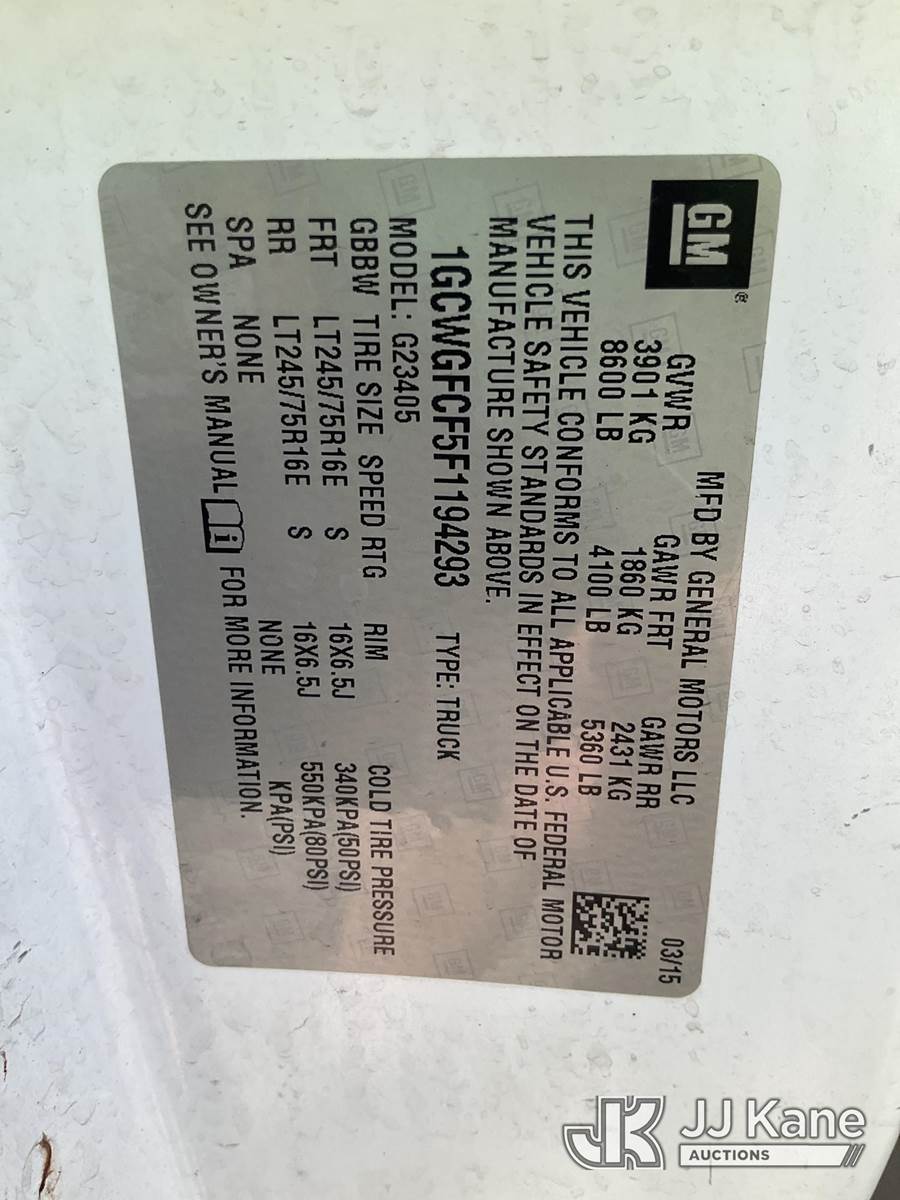 GM ®
MFD BY GENERAL MOTORS LLC 03/15
GVWR GAWR FRT GAWR RR
3901 KG 1860 KG 2431 KG
8600 LB 4100 LB 5360 LB
THIS VEHICLE CONFORMS TO ALL APPLICABLE U.S. FEDERAL MOTOR
VEHICLE SAFETY STANDARDS IN EFFECT ON THE DATE OF
MANUFACTURE SHOWN ABOVE.
1GCWGFCF5F1194293 TYPE: TRUCK
MODEL: G23405
GBBW TIRE SIZE SPEED RTG RIM COLD TIRE PRESSURE
FRT LT245/75R16E S 16X6.5J 340KPA(50PSI)
RR LT245/75R16E S 16X6.5J 550KPA(80PSI)
SPA NONE NONE KPA(PSI)
SEE OWNER'S MANUAL i FOR MORE INFORMATION.
JK JJ Kane
AUCTIONS